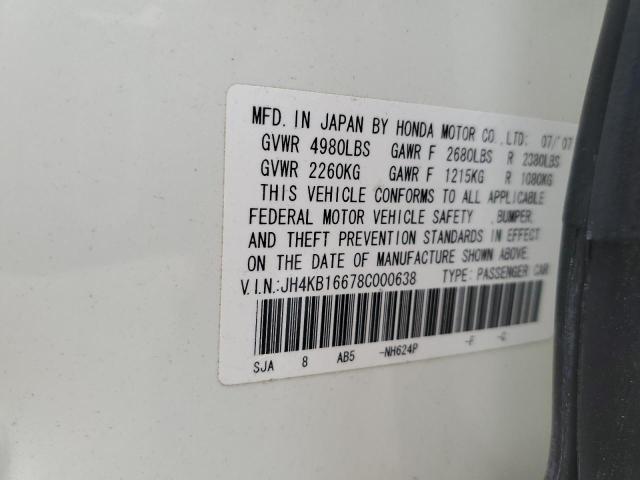 MFD. IN JAPAN BY HONDA MOTOR CO., LTD: 07/'07
GVWR 4980LBS GAWR F 2680LBS R 2380LBS
GVWR 2260KG GAWR F 1215KG R 1080KG
THIS VEHICLE CONFORMS TO ALL APPLICABLE
FEDERAL MOTOR VEHICLE SAFETY , BUMPER,
AND THEFT PREVENTION STANDARDS IN EFFECT
ON THE DATE OF MANUFACTURE SHOWN ABOVE.
V.I.N.:JH4KB16678C000638 TYPE: PASSENGER CAR
SJA 8 AB5 -NH624P -F -C